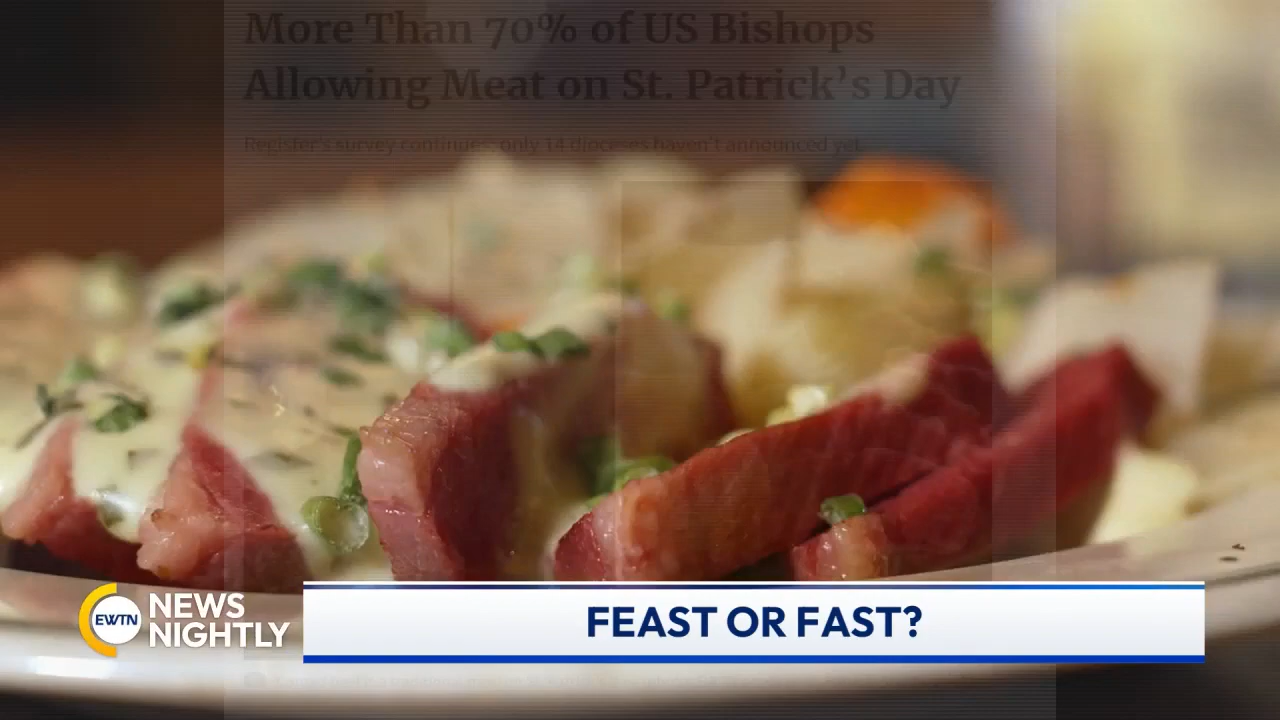 More Than 70% of US Bishops
Allowing Meat on St. Patrick’s Day
Register's survey continues; only 14 dioceses haven't announced yet
EWTN
NEWS
NIGHTLY
FEAST OR FAST?